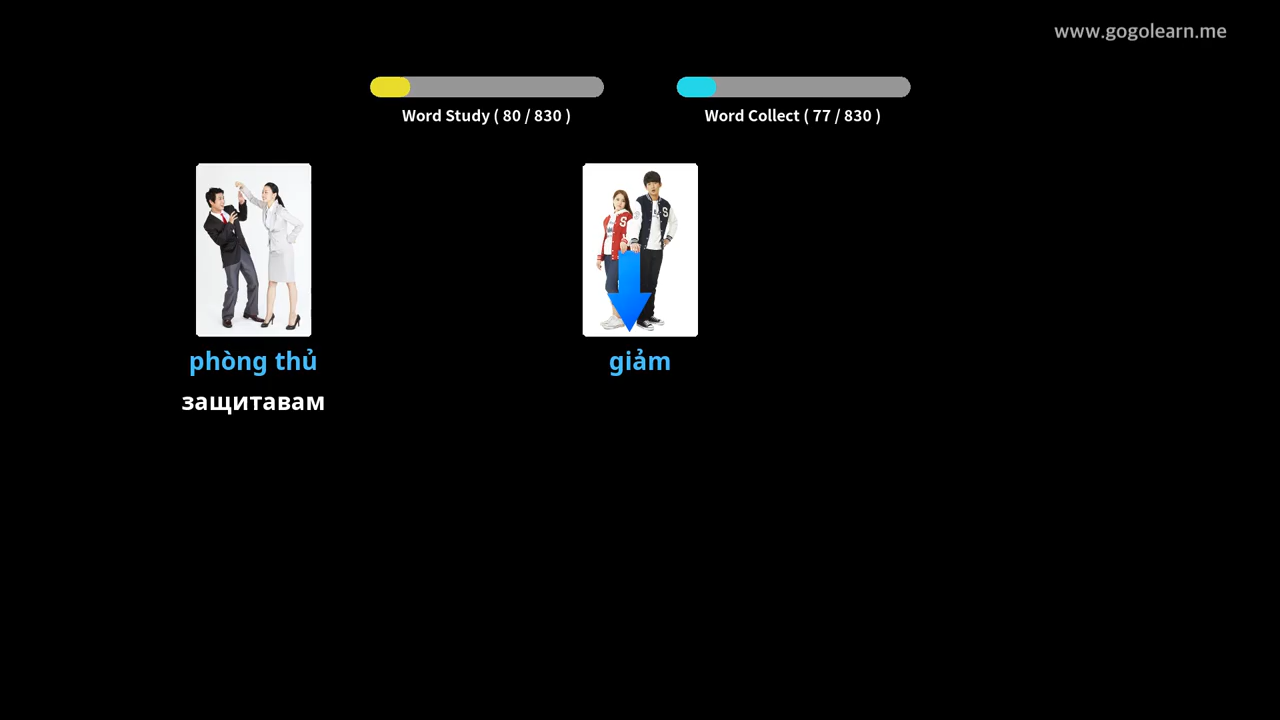 www.gogolearn.me
Word Study ( 80 / 830 )
Word Collect ( 77 / 830 )
S
S
phòng thủ
giảm
защитавам